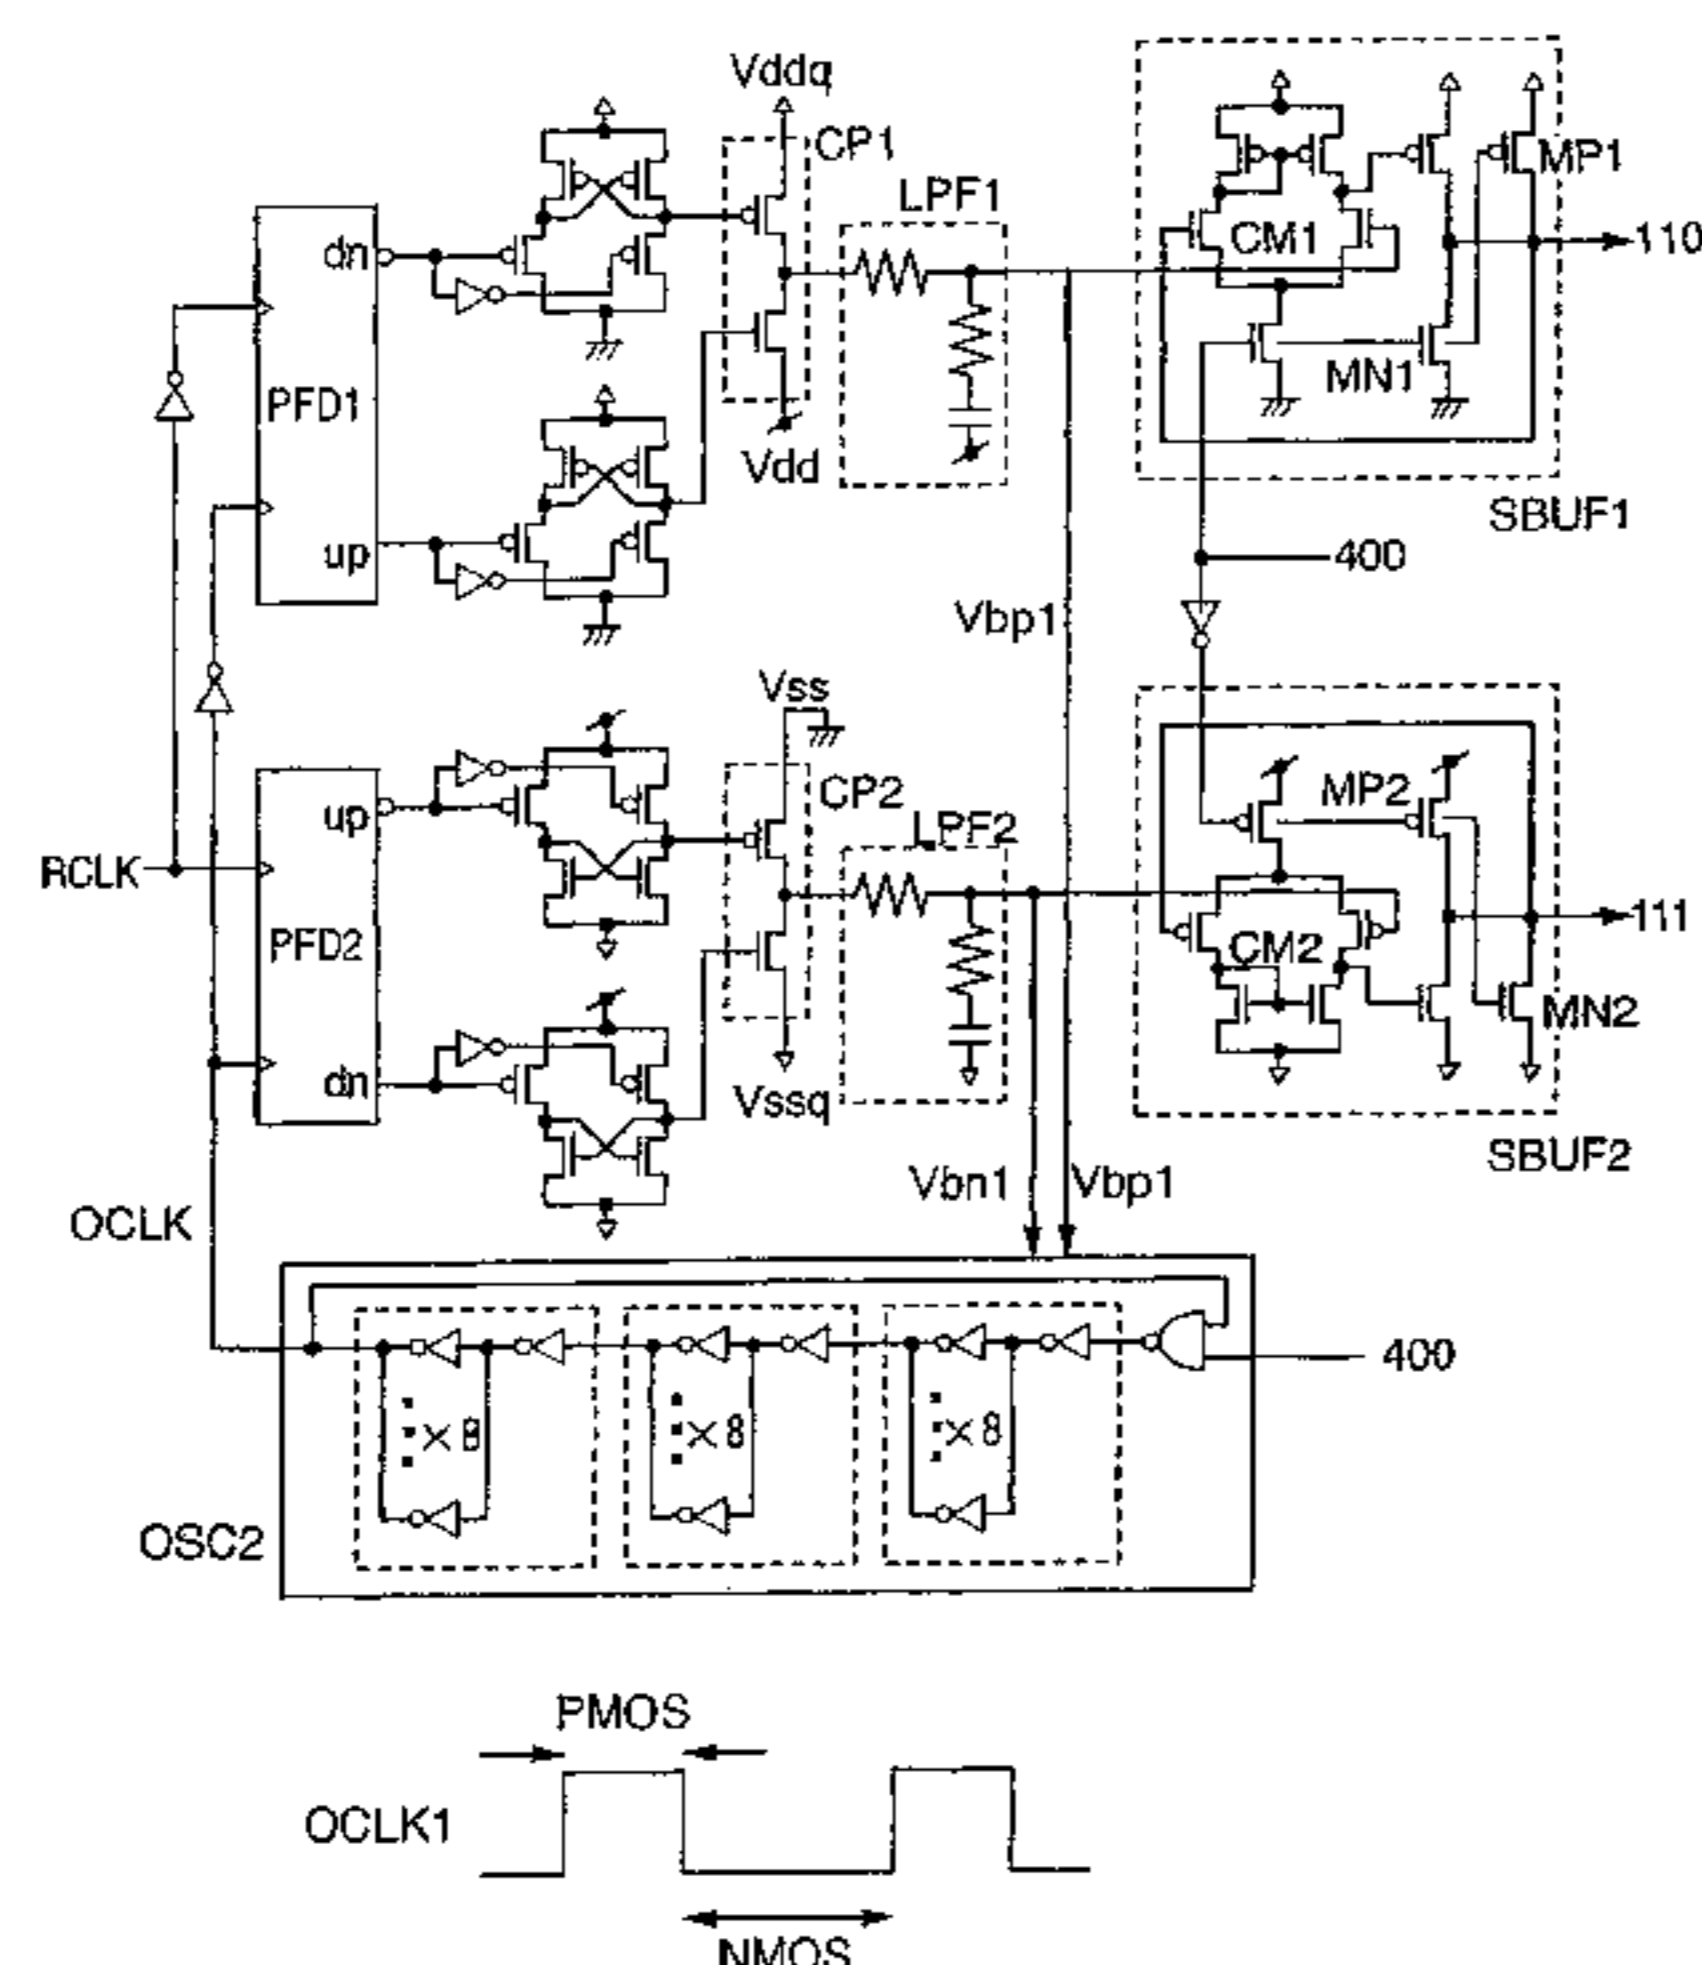 Vddq
CP1
MP1
LPF1
dn
CM1
110
MN1
PFD1
Vdd
SBUF1
up
400
Vbp1
Vss
CP2
MP2
up
LPF2
RCLK
111
PFD2
CM2
MN2
dn
Vssq
SBUF2
Vbn1
Vbp1
OCLK
400
×8
×8
×8
OSC2
PMOS
OCLK1
NMOS